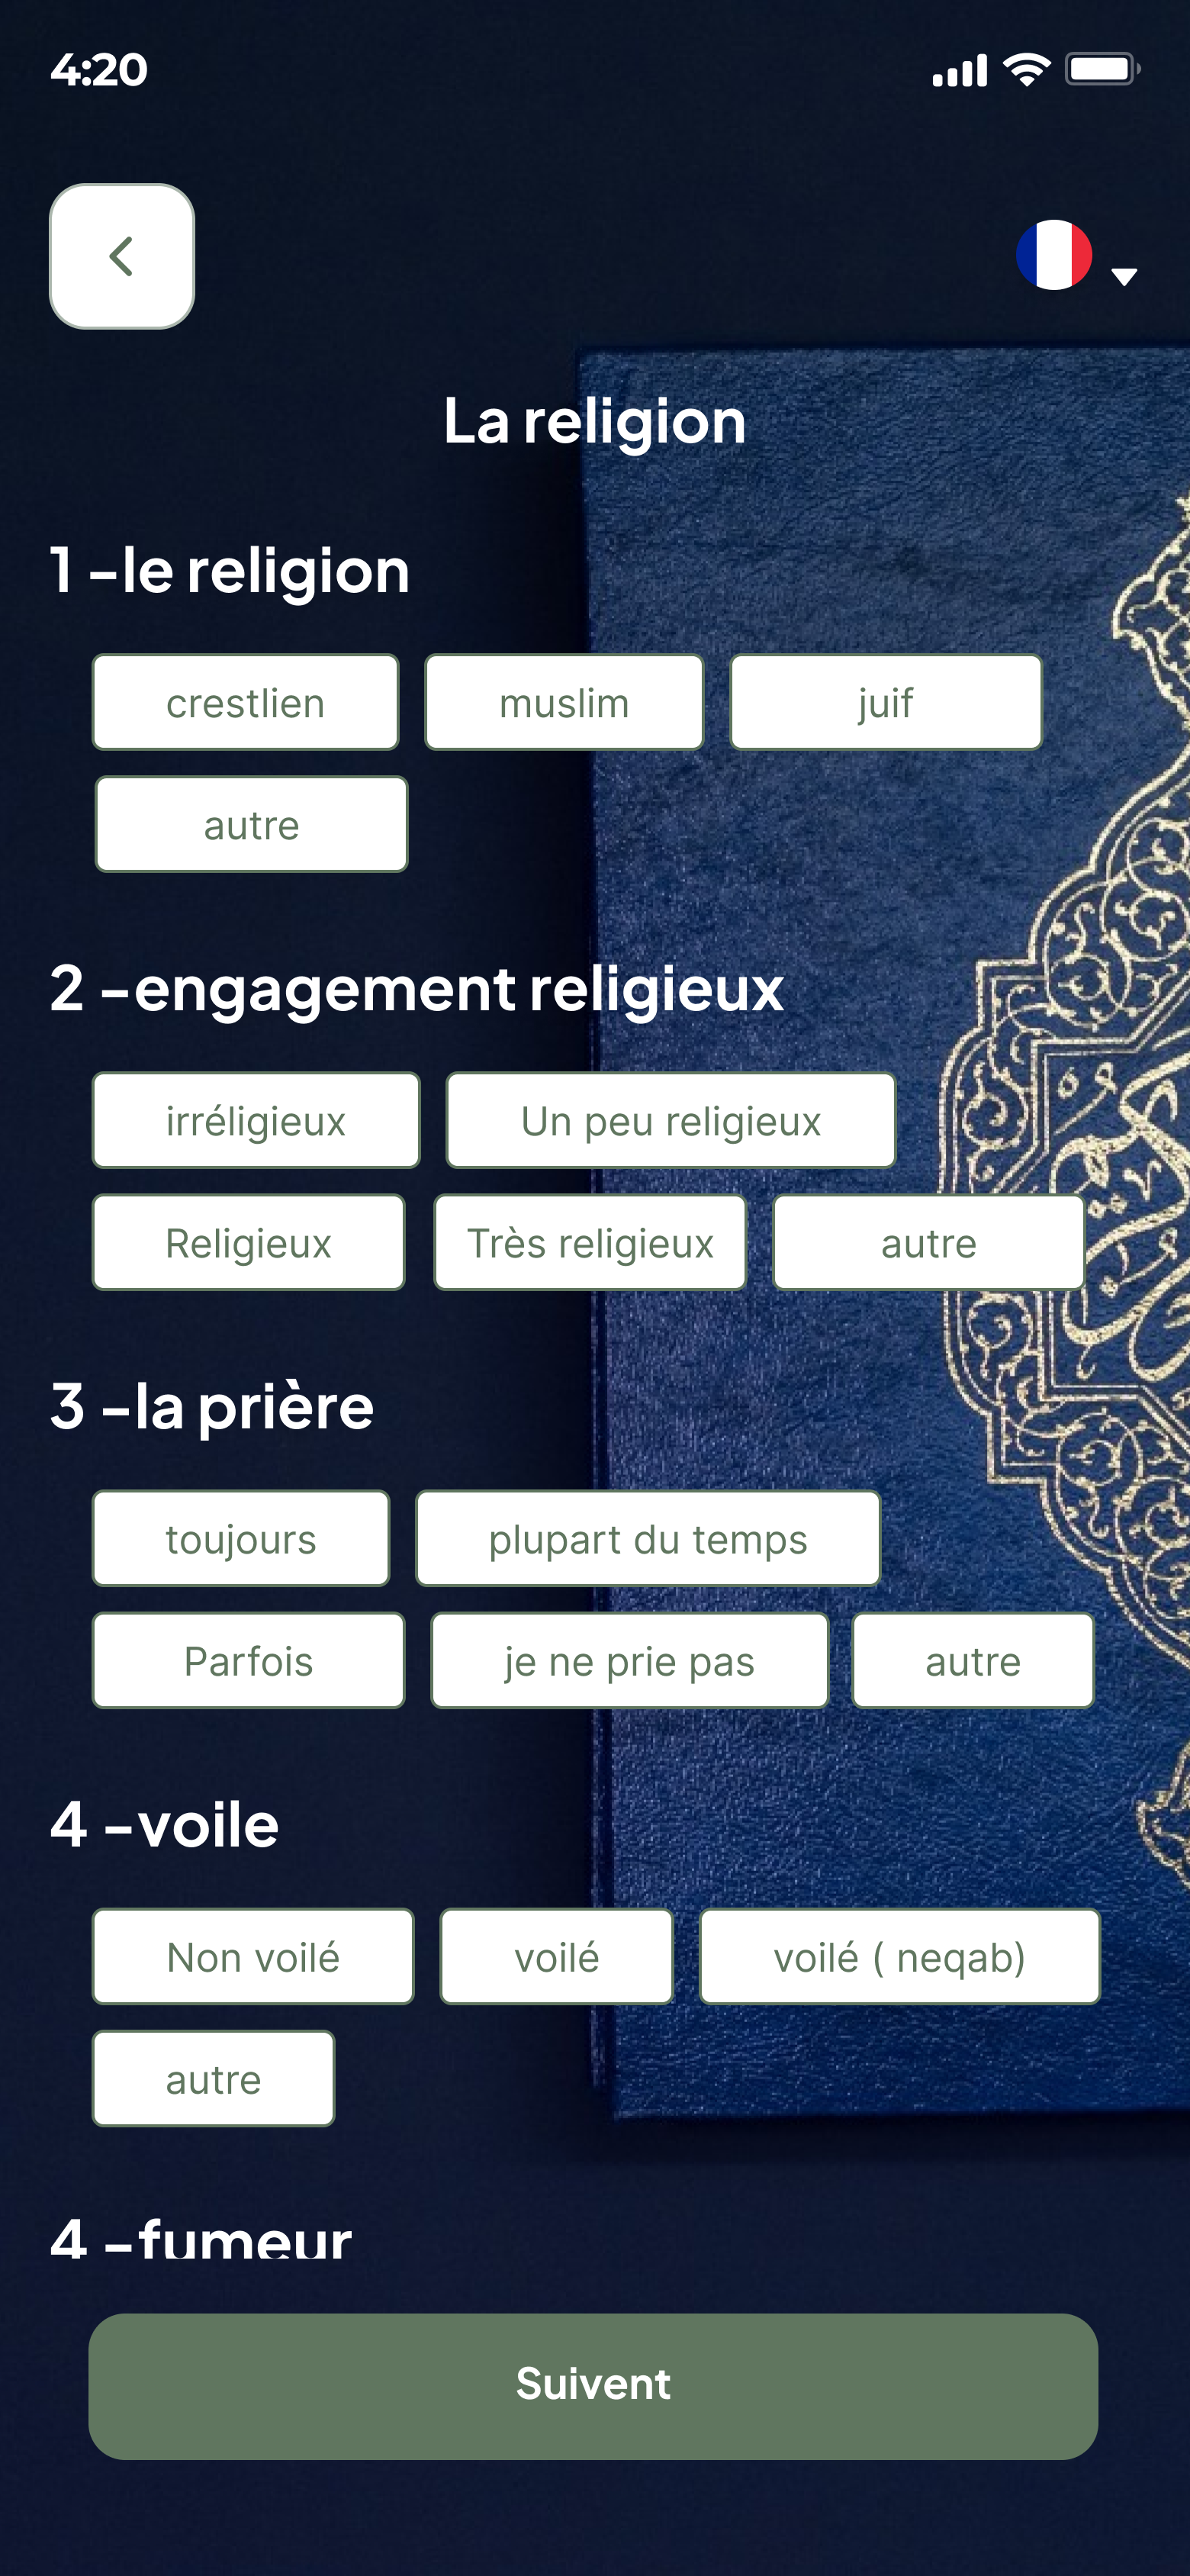 4:20
La religion
1 -le religion
crestlien muslim juif
autre
2 -engagement religieux
irréligieux Un peu religieux
Religieux Très religieux autre
3 -la prière
toujours plupart du temps
Parfois je ne prie pas autre
4 -voile
Non voilé voilé voilé ( neqab)
autre
4 -fumeur
Suivent